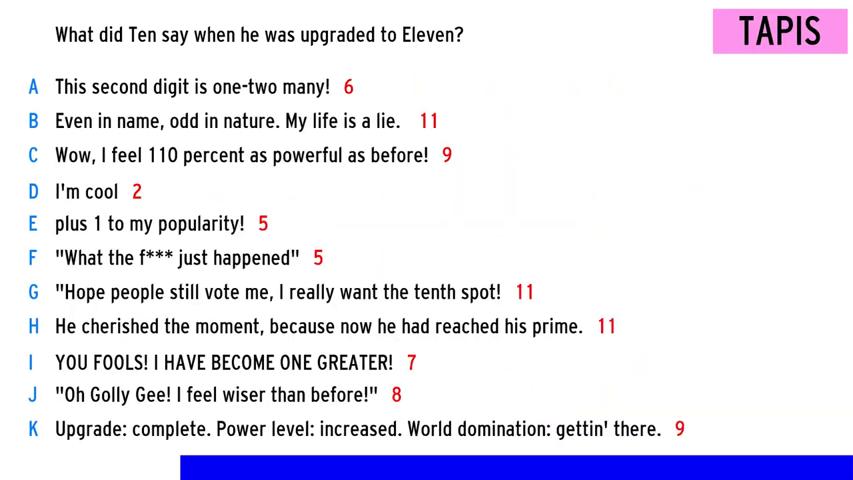 What did Ten say when he was upgraded to Eleven?
TAPIS
A This second digit is one-two many! 6
B Even in name, odd in nature. My life is a lie. 11
C Wow, I feel 110 percent as powerful as before! 9
D I'm cool 2
E plus 1 to my popularity! 5
F "What the f*** just happened" 5
G "Hope people still vote me, I really want the tenth spot! 11
H He cherished the moment, because now he had reached his prime. 11
I YOU FOOLS! I HAVE BECOME ONE GREATER! 7
J "Oh Golly Gee! I feel wiser than before!" 8
K Upgrade: complete. Power level: increased. World domination: gettin' there. 9